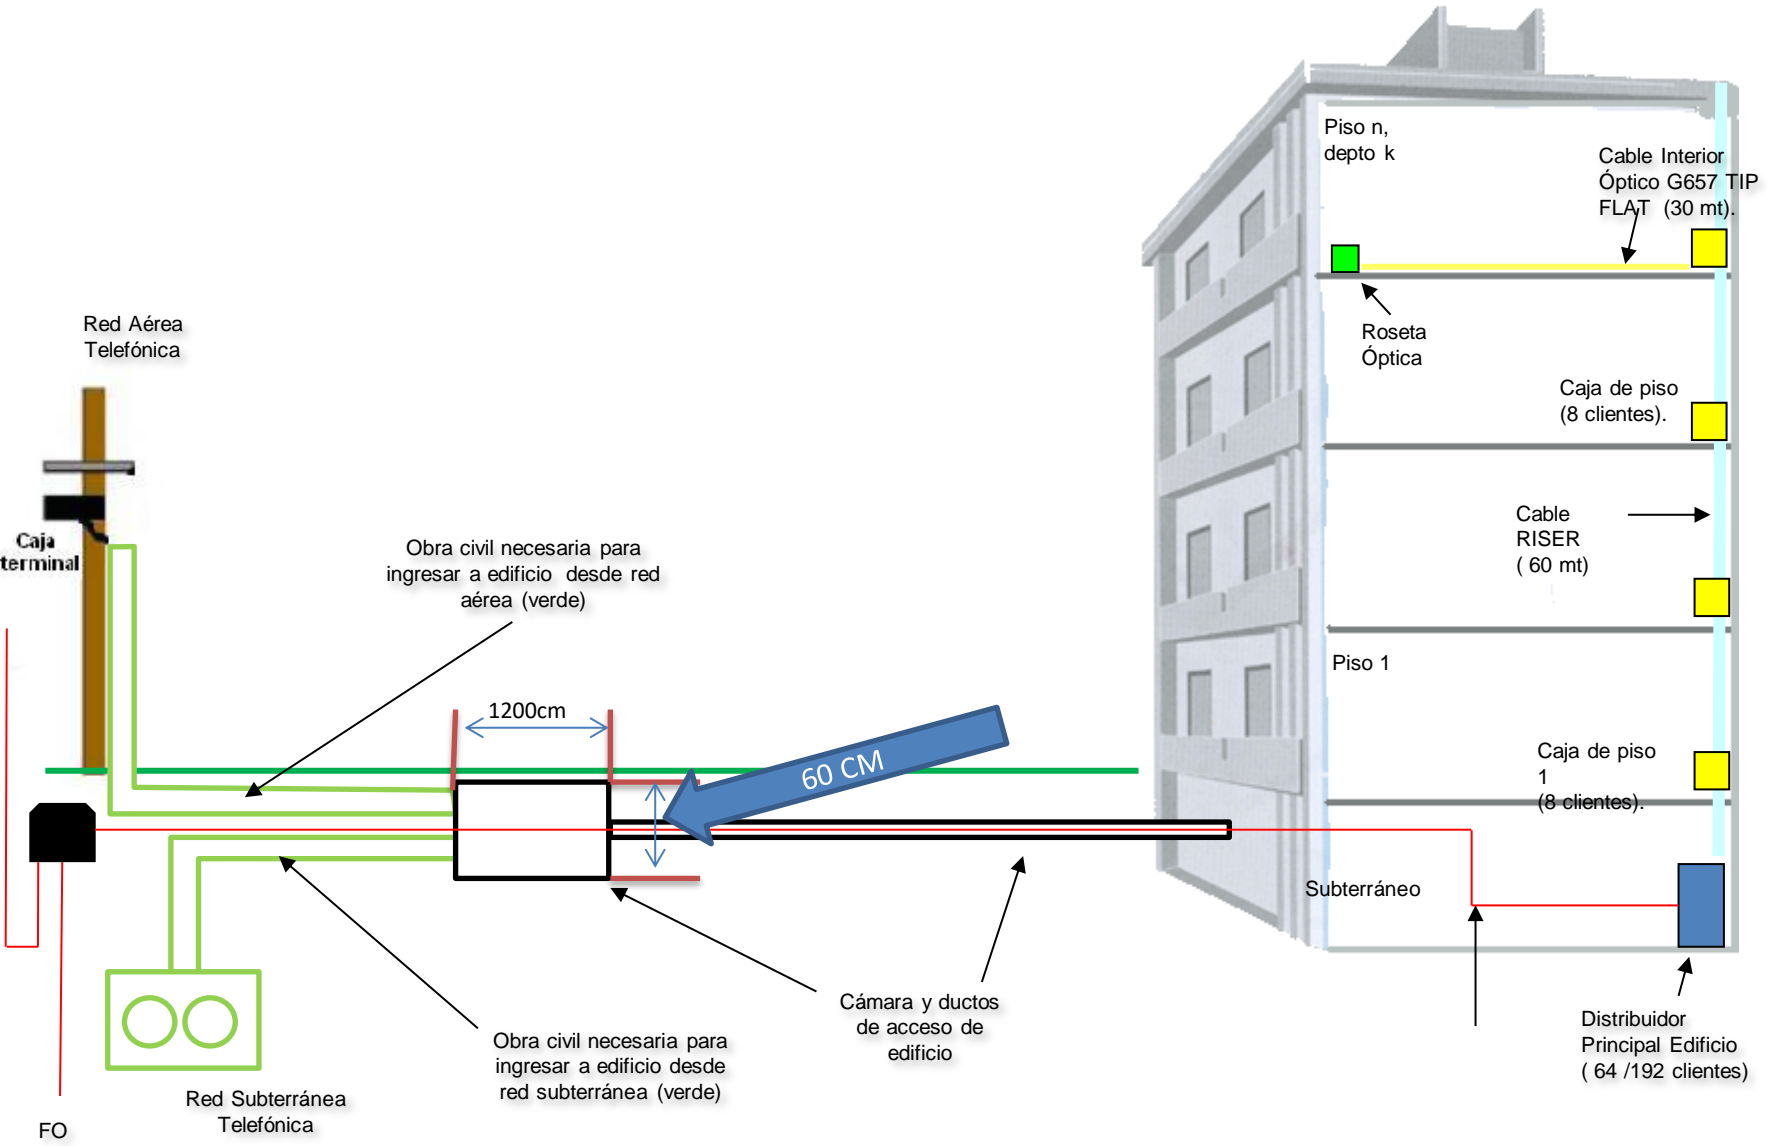 Piso n,
depto k
Cable Interior
Óptico G657 TIP
FLAT (30 mt).
Roseta
Óptica
Red Aérea
Telefónica
Caja de piso
(8 clientes).
Caja
terminal
Cable
RISER
( 60 mt)
Obra civil necesaria para
ingresar a edificio desde red
aérea (verde)
Piso 1
1200cm
60 CM
Caja de piso
1
(8 clientes).
Subterráneo
Cámara y ductos
de acceso de
edificio
Distribuidor
Principal Edificio
( 64 /192 clientes)
Obra civil necesaria para
ingresar a edificio desde
red subterránea (verde)
Red Subterránea
Telefónica
FO